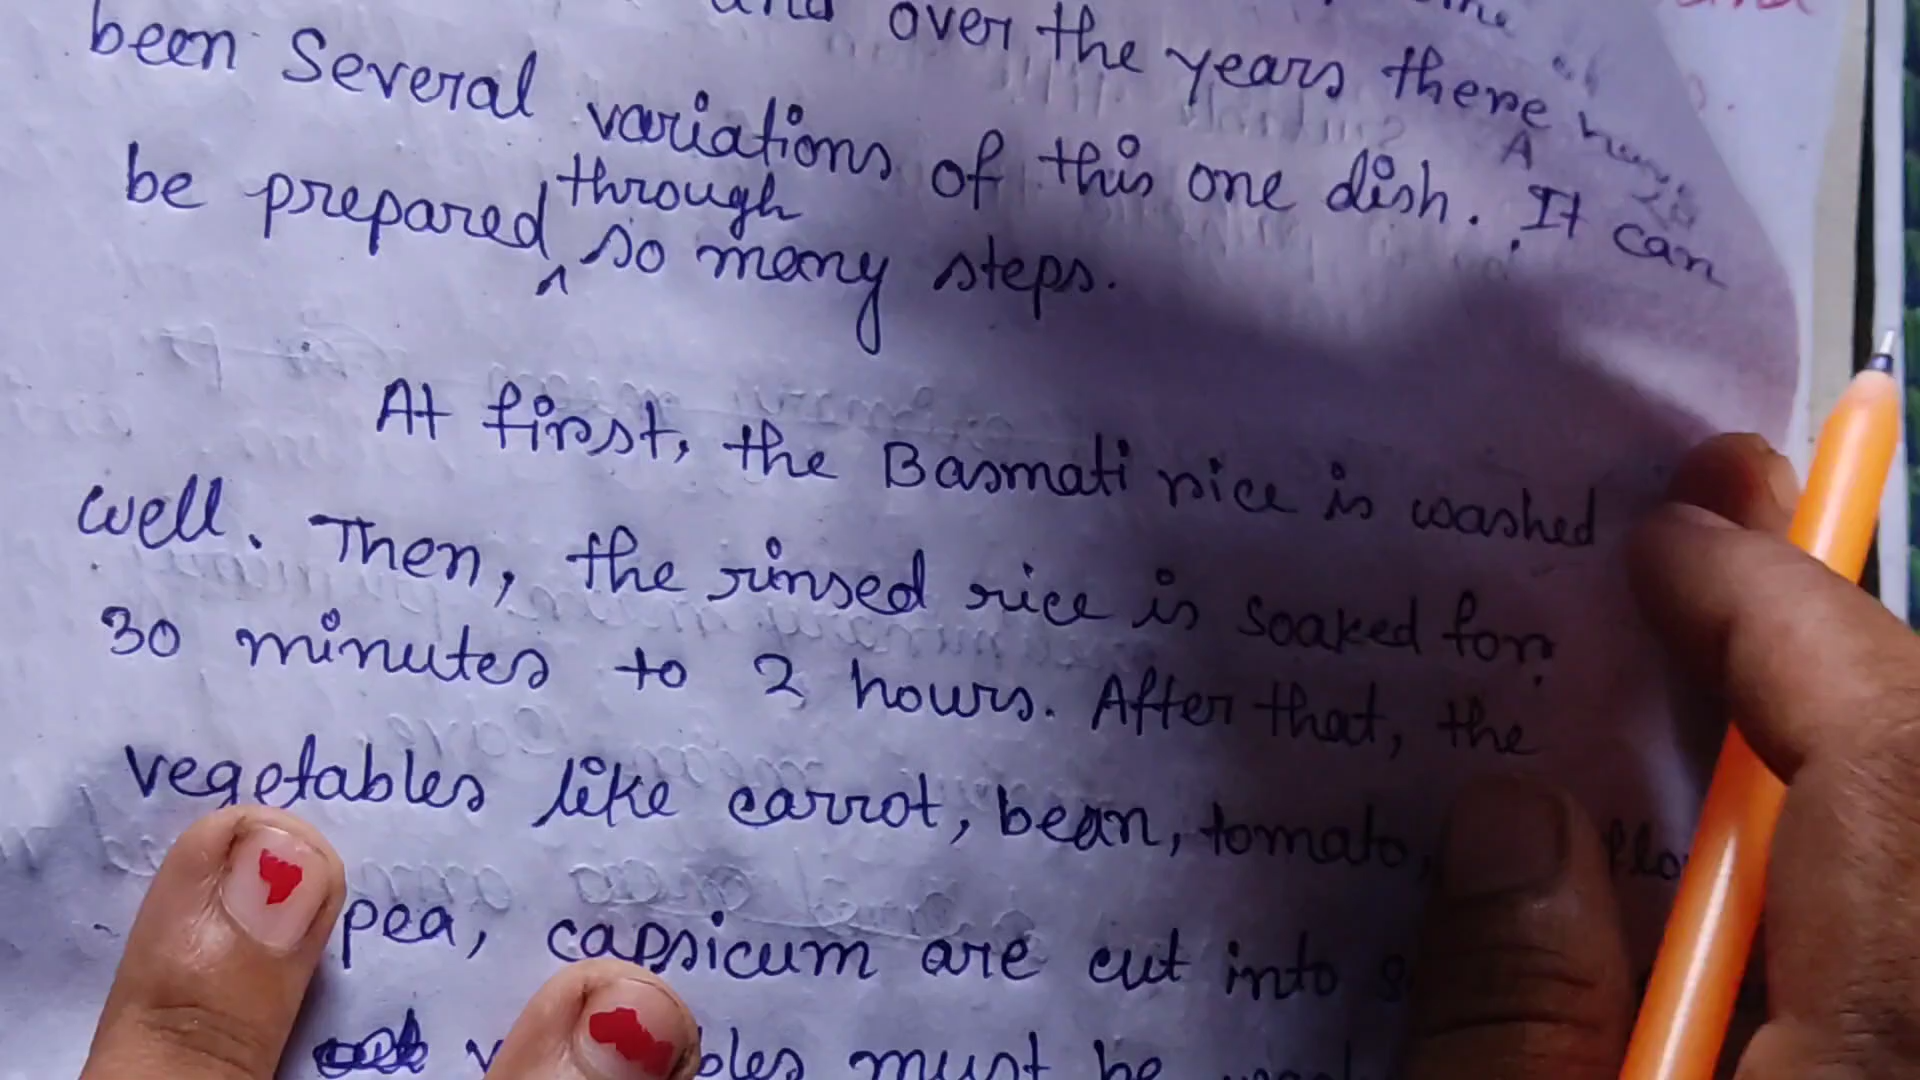 and over the years there have
been Several variations of this one dish. It can
be prepared through so many steps.
At first, the Basmati rice is washed
well. Then, the rinsed rice is soaked for
30 minutes to 2 hours. After that, the
vegetables like carrot, bean, tomato,
pea, capsicum are cut into
must be